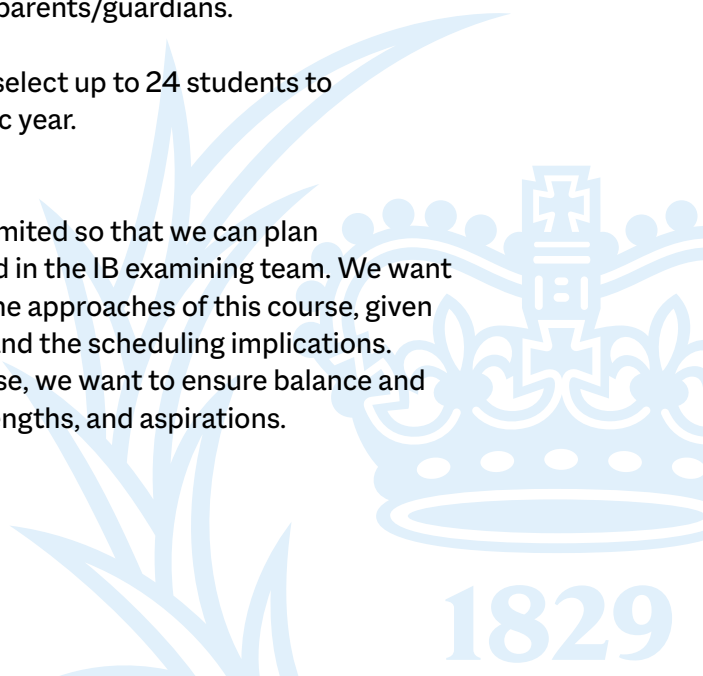 parents/guardians.
select up to 24 students to
c year.
mited so that we can plan
d in the IB examining team. We want
he approaches of this course, given
nd the scheduling implications.
se, we want to ensure balance and
engths, and aspirations.
1829